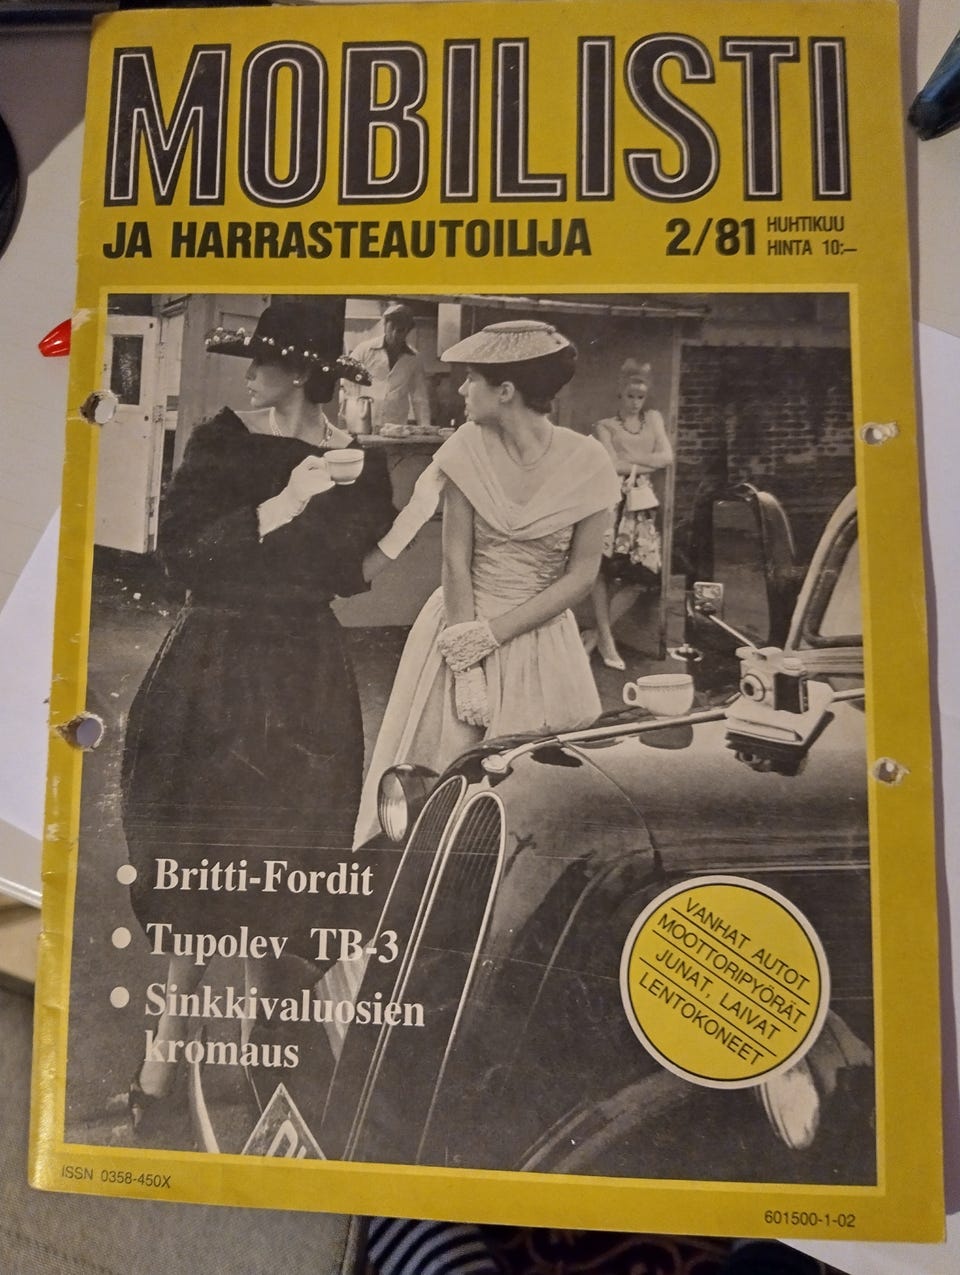 MOBILISTI
JA HARRASTEAUTOILIJA 2/81 HUHTIKUU
HINTA 10:–
• Britti-Fordit
• Tupolev TB-3
• Sinkkivaluosien
kromaus
VANHAT AUTOT
MOOTTORIPYÖRÄT
JUNAT, LAIVAT
LENTOKONEET
ISSN 0358-450X
601500-1-02